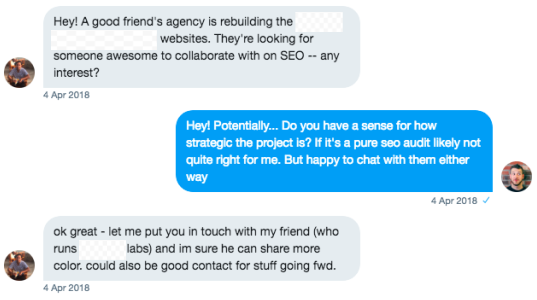 Hey! A good friend's agency is rebuilding the
websites. They're looking for
someone awesome to collaborate with on SEO -- any
interest?
4 Apr 2018
Hey! Potentially... Do you have a sense for how
strategic the project is? If it's a pure seo audit likely not
quite right for me. But happy to chat with them either
way
4 Apr 2018
ok great - let me put you in touch with my friend (who
runs labs) and im sure he can share more
color. could also be good contact for stuff going fwd.
4 Apr 2018